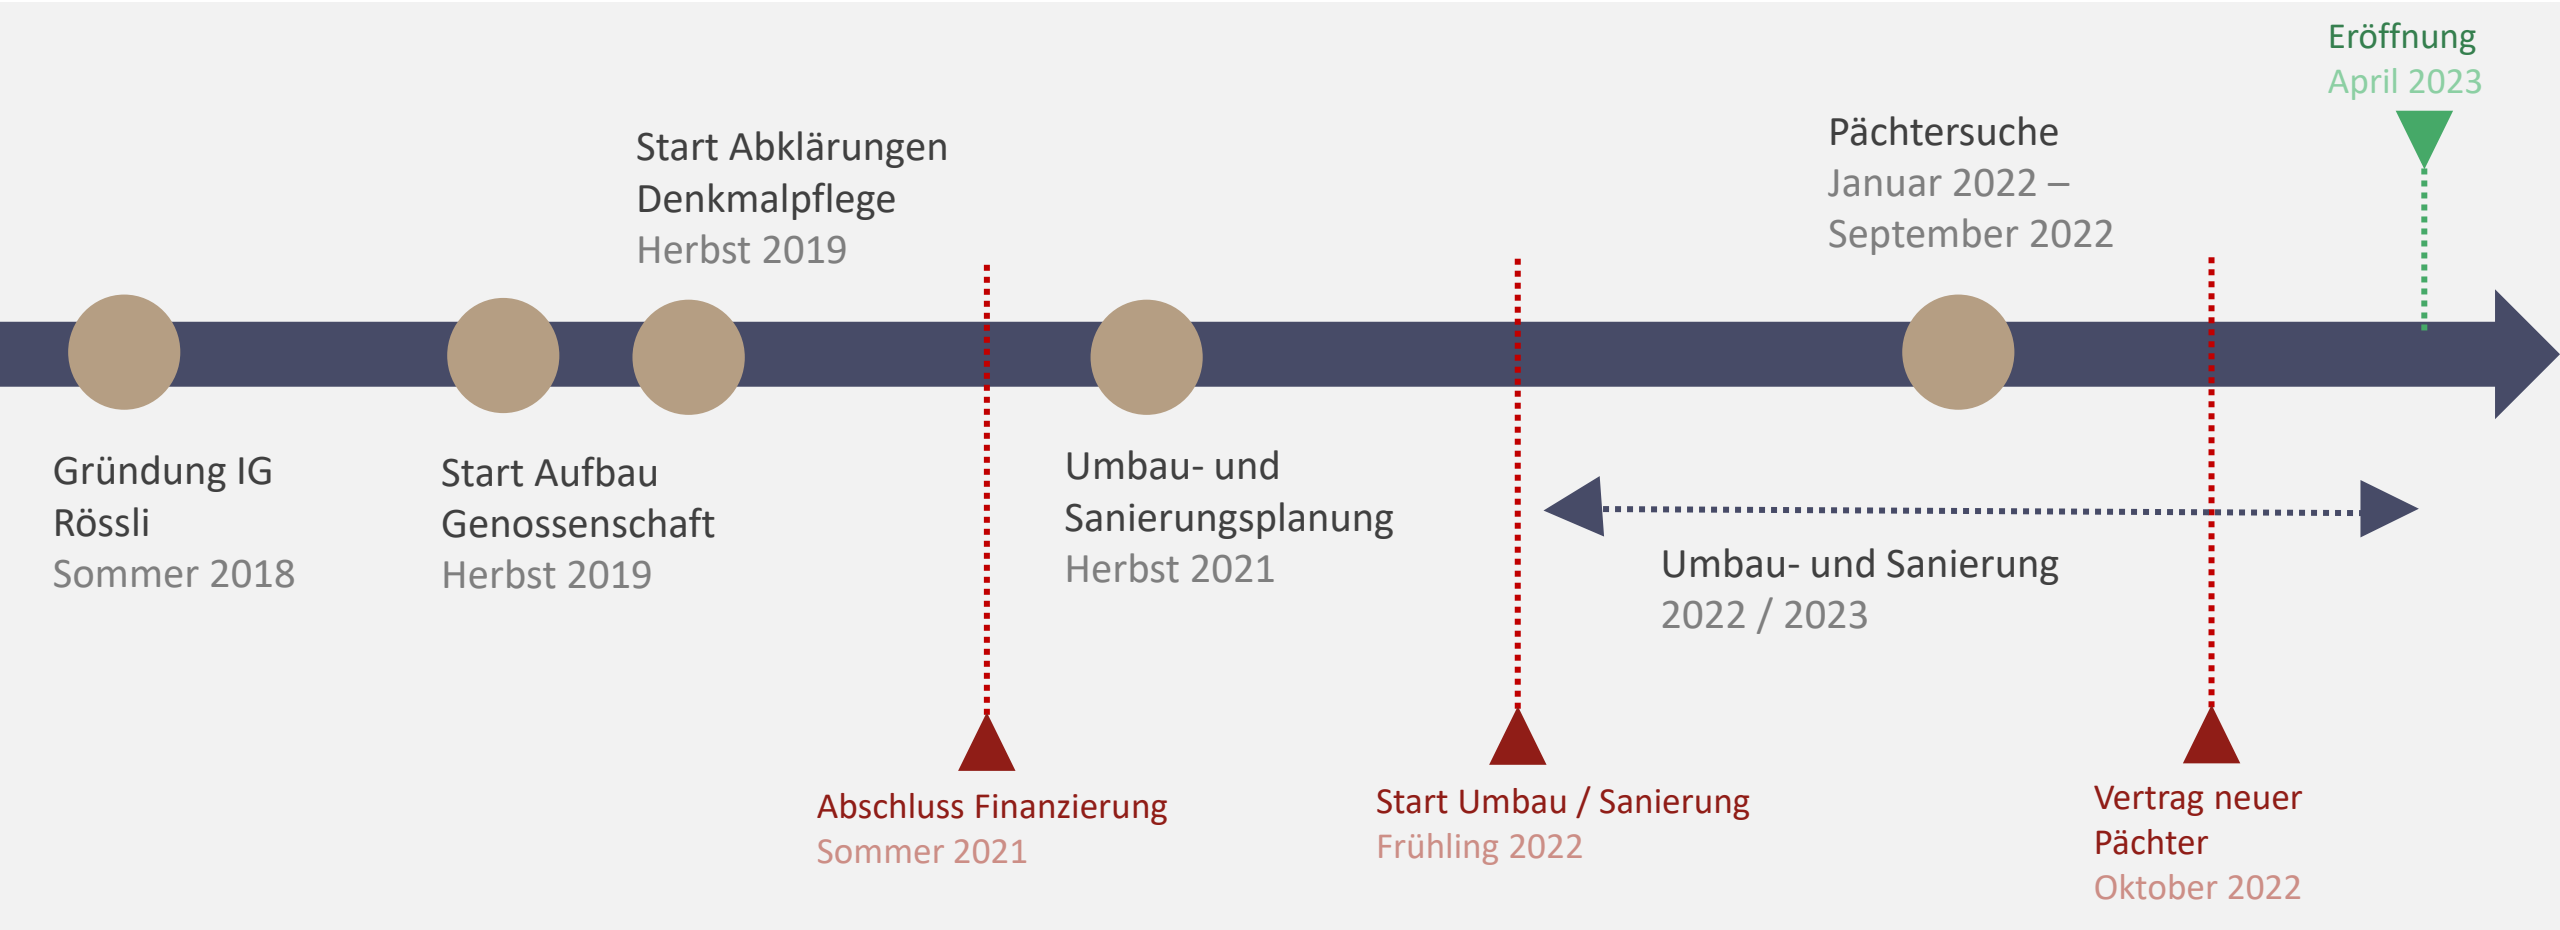 Eröffnung
April 2023
Start Abklärungen
Denkmalpflege
Herbst 2019
Pächtersuche
Januar 2022 –
September 2022
Gründung IG
Rössli
Sommer 2018
Start Aufbau
Genossenschaft
Herbst 2019
Umbau- und
Sanierungsplanung
Herbst 2021
Umbau- und Sanierung
2022 / 2023
Abschluss Finanzierung
Sommer 2021
Start Umbau / Sanierung
Frühling 2022
Vertrag neuer
Pächter
Oktober 2022